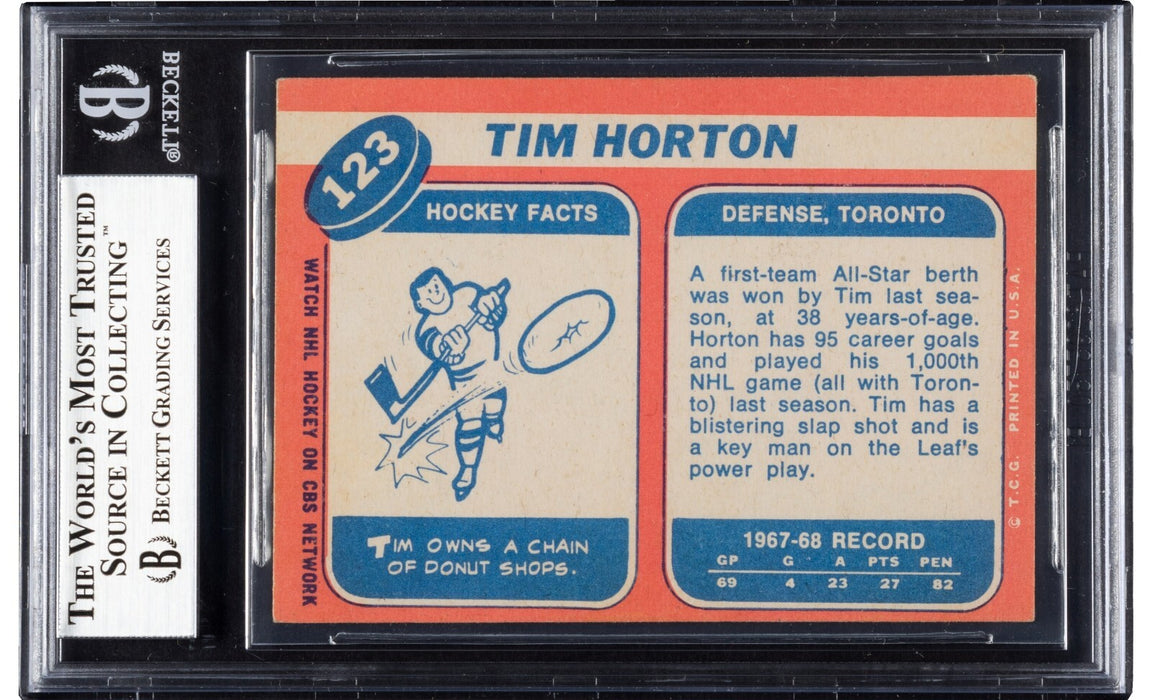 BECKETT®
B
THE WORLD'S MOST TRUSTED
SOURCE IN COLLECTING™
B BECKETT GRADING SERVICES
123
TIM HORTON
HOCKEY FACTS
WATCH NHL HOCKEY ON CBS NETWORK
TIM OWNS A CHAIN
OF DONUT SHOPS.
DEFENSE, TORONTO
A first-team All-Star berth
was won by Tim last sea-
son, at 38 years-of-age.
Horton has 95 career goals
and played his 1,000th
NHL game (all with Toron-
to) last season. Tim has a
blistering slap shot and is
a key man on the Leaf's
power play.
1967-68 RECORD
GP G A PTS PEN
69 4 23 27 82
© T.C.G. PRINTED IN U.S.A.